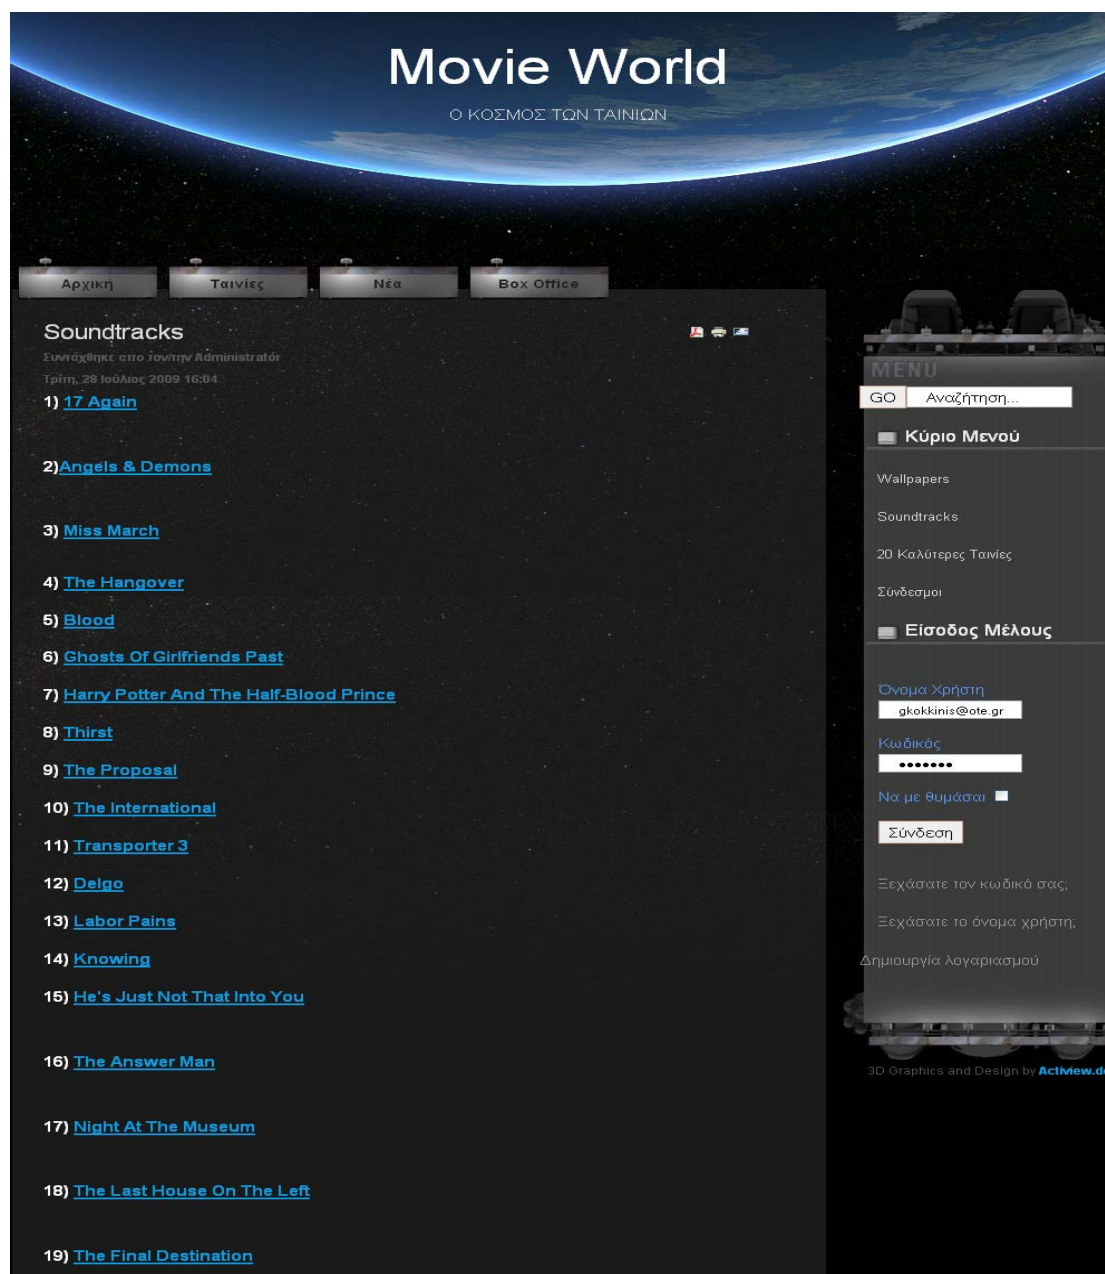 Movie World
Ο ΚΟΣΜΟΣ ΤΩΝ ΤΑΙΝΙΩΝ
Αρχική
Ταινίες
Νέα
Box Office
Soundtracks
Συντάχθηκε απο τον/την Administrator
Τρίτη, 28 Ιούλιος 2009 16:04
1) 17 Again
2)Angels & Demons
3) Miss March
4) The Hangover
5) Blood
6) Ghosts Of Girlfriends Past
7) Harry Potter And The Half-Blood Prince
8) Thirst
9) The Proposal
10) The International
11) Transporter 3
12) Delgo
13) Labor Pains
14) Knowing
15) He's Just Not That Into You
16) The Answer Man
17) Night At The Museum
18) The Last House On The Left
19) The Final Destination
MENU
GO Αναζήτηση...
Κύριο Μενού
Wallpapers
Soundtracks
20 Καλύτερες Ταινίες
Σύνδεσμοι
Είσοδος Μέλους
Όνομα Χρήστη
gkokkinis@ote.gr
Κωδικός
•••••••
Να με θυμάσαι
Σύνδεση
Ξεχάσατε τον κωδικό σας;
Ξεχάσατε το όνομα χρήστη;
Δημιουργία λογαριασμού
3D Graphics and Design by Actiview.de